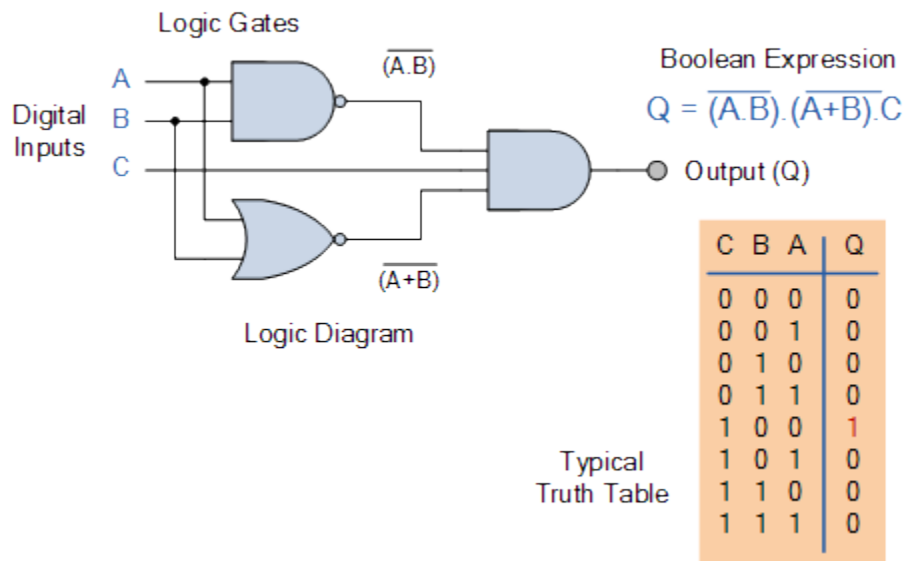 Logic Gates
A
B
C
Digital
Inputs
(A̅.̅B̅)
(A̅+̅B̅)
Logic Diagram
Boolean Expression
Q = (A̅.̅B̅).(A̅+̅B̅).C
Output (Q)
C B A Q
0 0 0 0
0 0 1 0
0 1 0 0
0 1 1 0
1 0 0 1
1 0 1 0
1 1 0 0
1 1 1 0
Typical
Truth Table